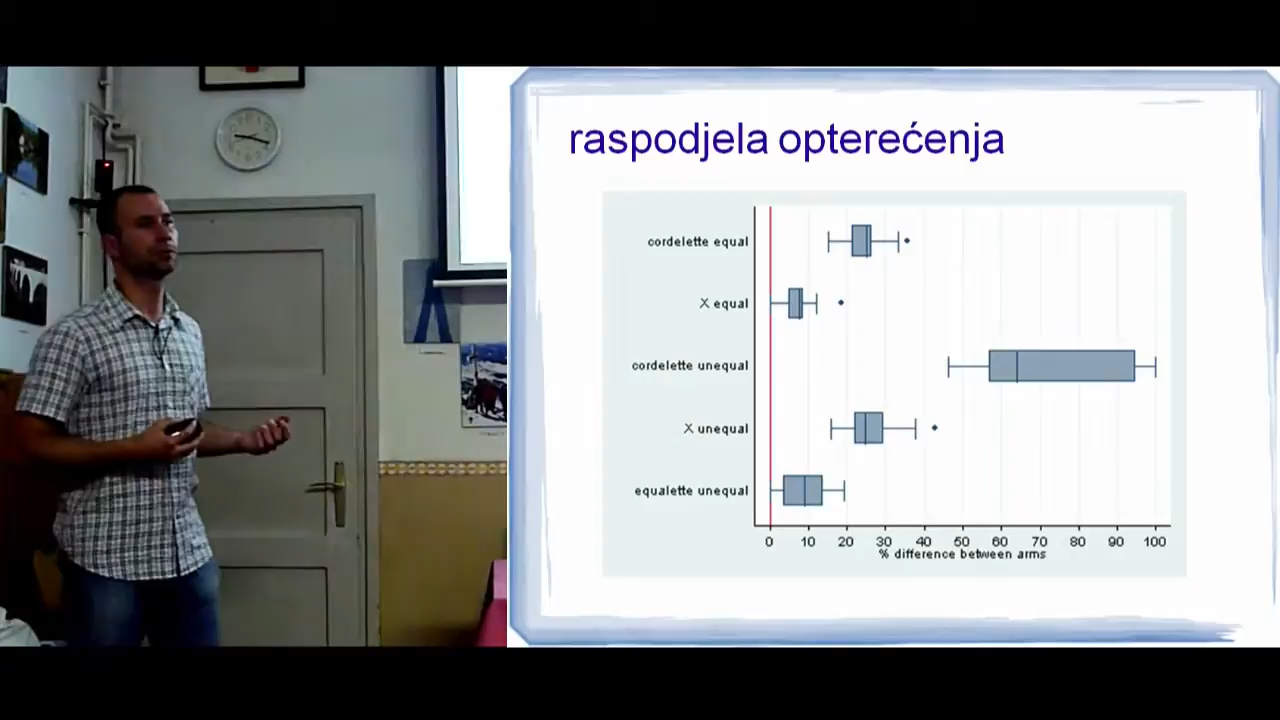 raspodjela opterećenja
cordelette equal
X equal
cordelette unequal
X unequal
equalette unequal
0 10 20 30 40 50 60 70 80 90 100
% difference between arms